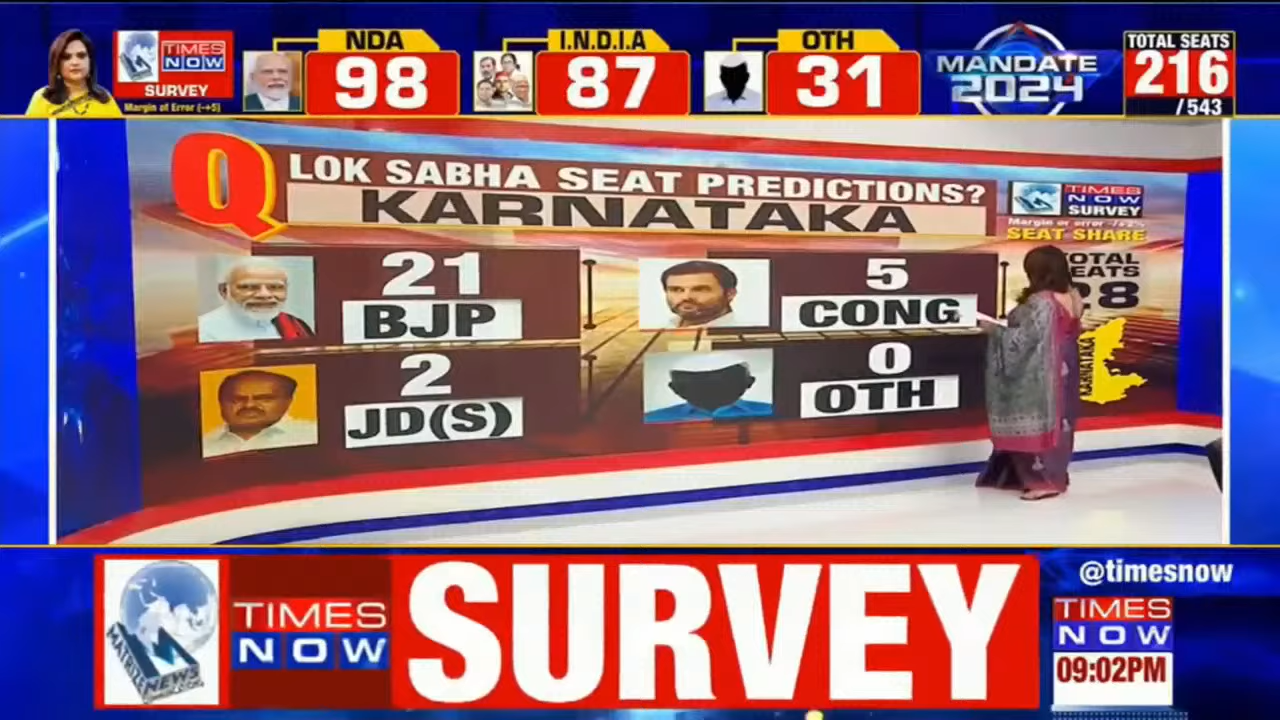 NDA
I.N.D.I.A
OTH
TOTAL SEATS
TIMES
NOW
SURVEY
98
87
31
MANDATE
2024
216
/543
Margin of Error (-+5)
Q
LOK SABHA SEAT PREDICTIONS?
KARNATAKA
TIMES
NOW
SURVEY
SEAT SHARE
21
BJP
5
CONG
2
JD(S)
0
OTH
KARNATAKA
MATRIZE
NEWS
TIMES
NOW
SURVEY
@timesnow
TIMES
NOW
09:02PM